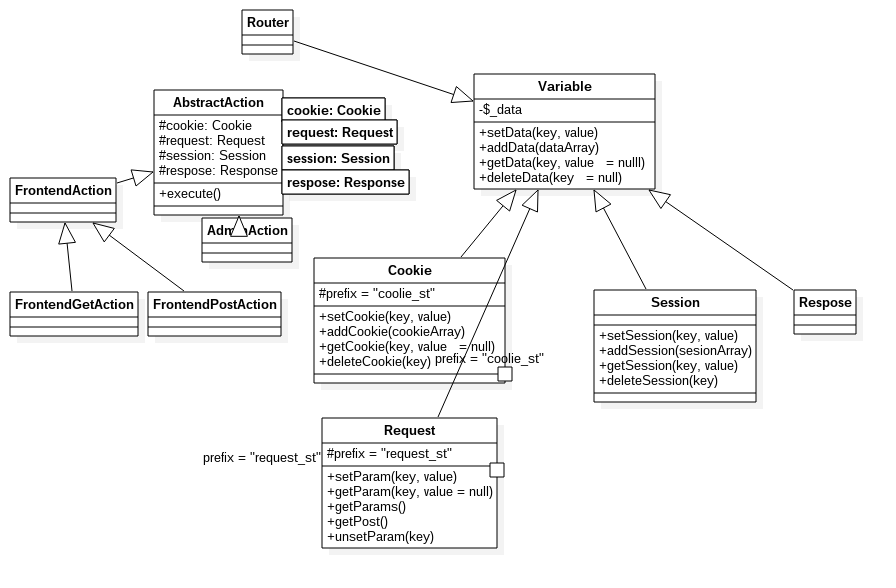 Router
Variable
-$_data
+setData(key, value)
+addData(dataArray)
+getData(key, value = nulll)
+deleteData(key = null)
AbstractAction
#cookie: Cookie
#request: Request
#session: Session
#respose: Response
+execute()
cookie: Cookie
request: Request
session: Session
respose: Response
FrontendAction
FrontendGetAction
FrontendPostAction
Cookie
#prefix = "coolie_st"
+setCookie(key, value)
+addCookie(cookieArray)
+getCookie(key, value = null)
+deleteCookie(key)
prefix = "coolie_st"
Session
+setSession(key, value)
+addSession(sesionArray)
+getSession(key, value)
+deleteSession(key)
Respose
Request
#prefix = "request_st"
prefix = "request_st"
+setParam(key, value)
+getParam(key, value = null)
+getParams()
+getPost()
+unsetParam(key)